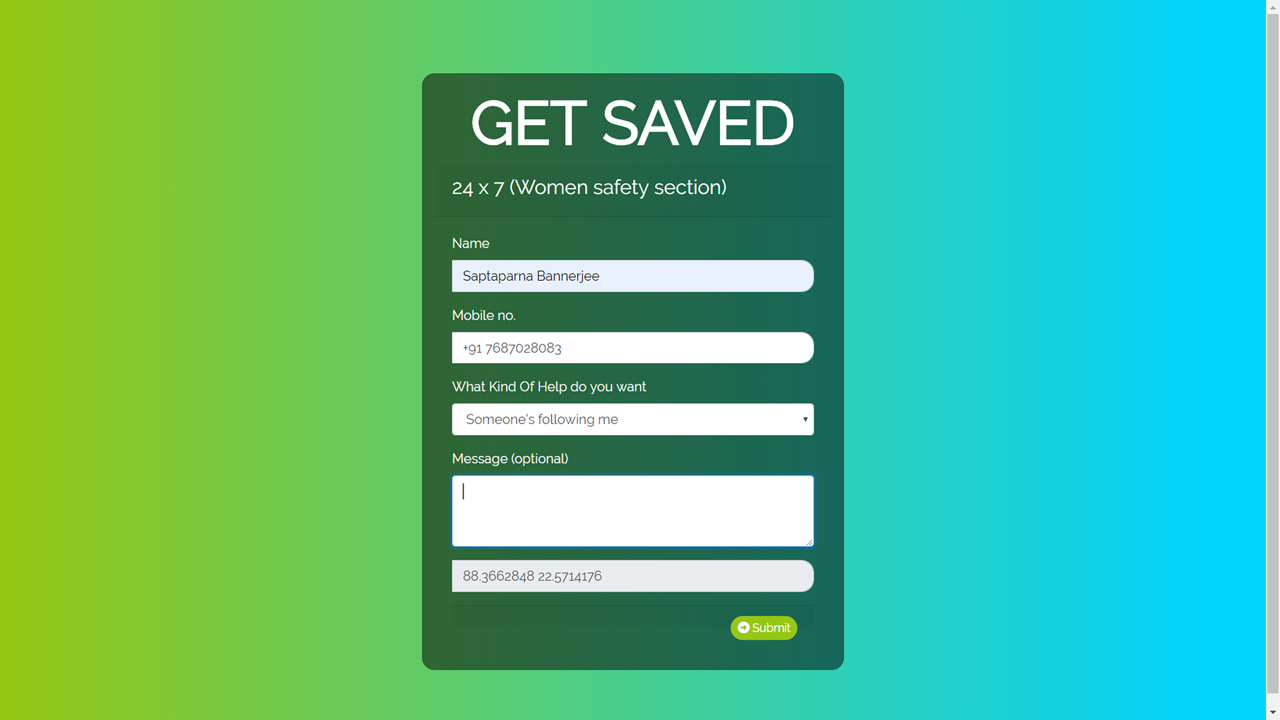 GET SAVED
24 x 7 (Women safety section)
Name
Saptaparna Bannerjee
Mobile no.
+91 7687028083
What Kind Of Help do you want
Someone's following me
Message (optional)
88.3662848 22.5714176
Submit